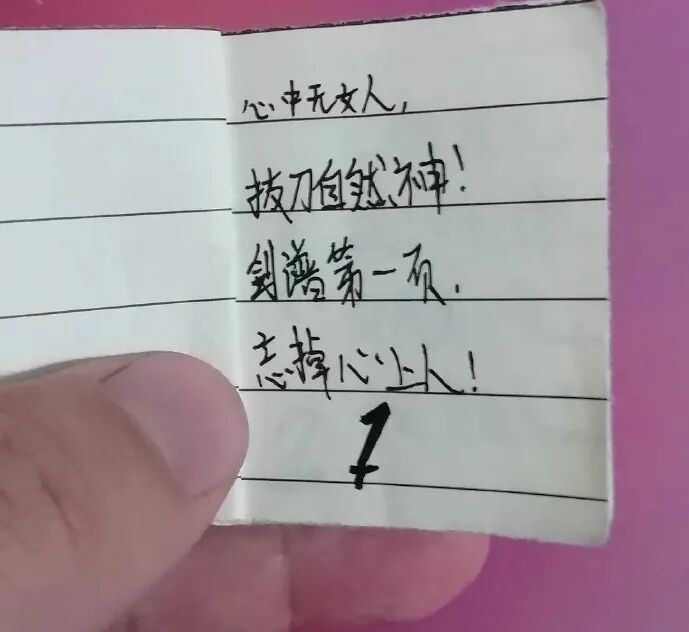 心中无女人,
拔刀自然神!
剑谱第一页.
忘掉心上人!
1